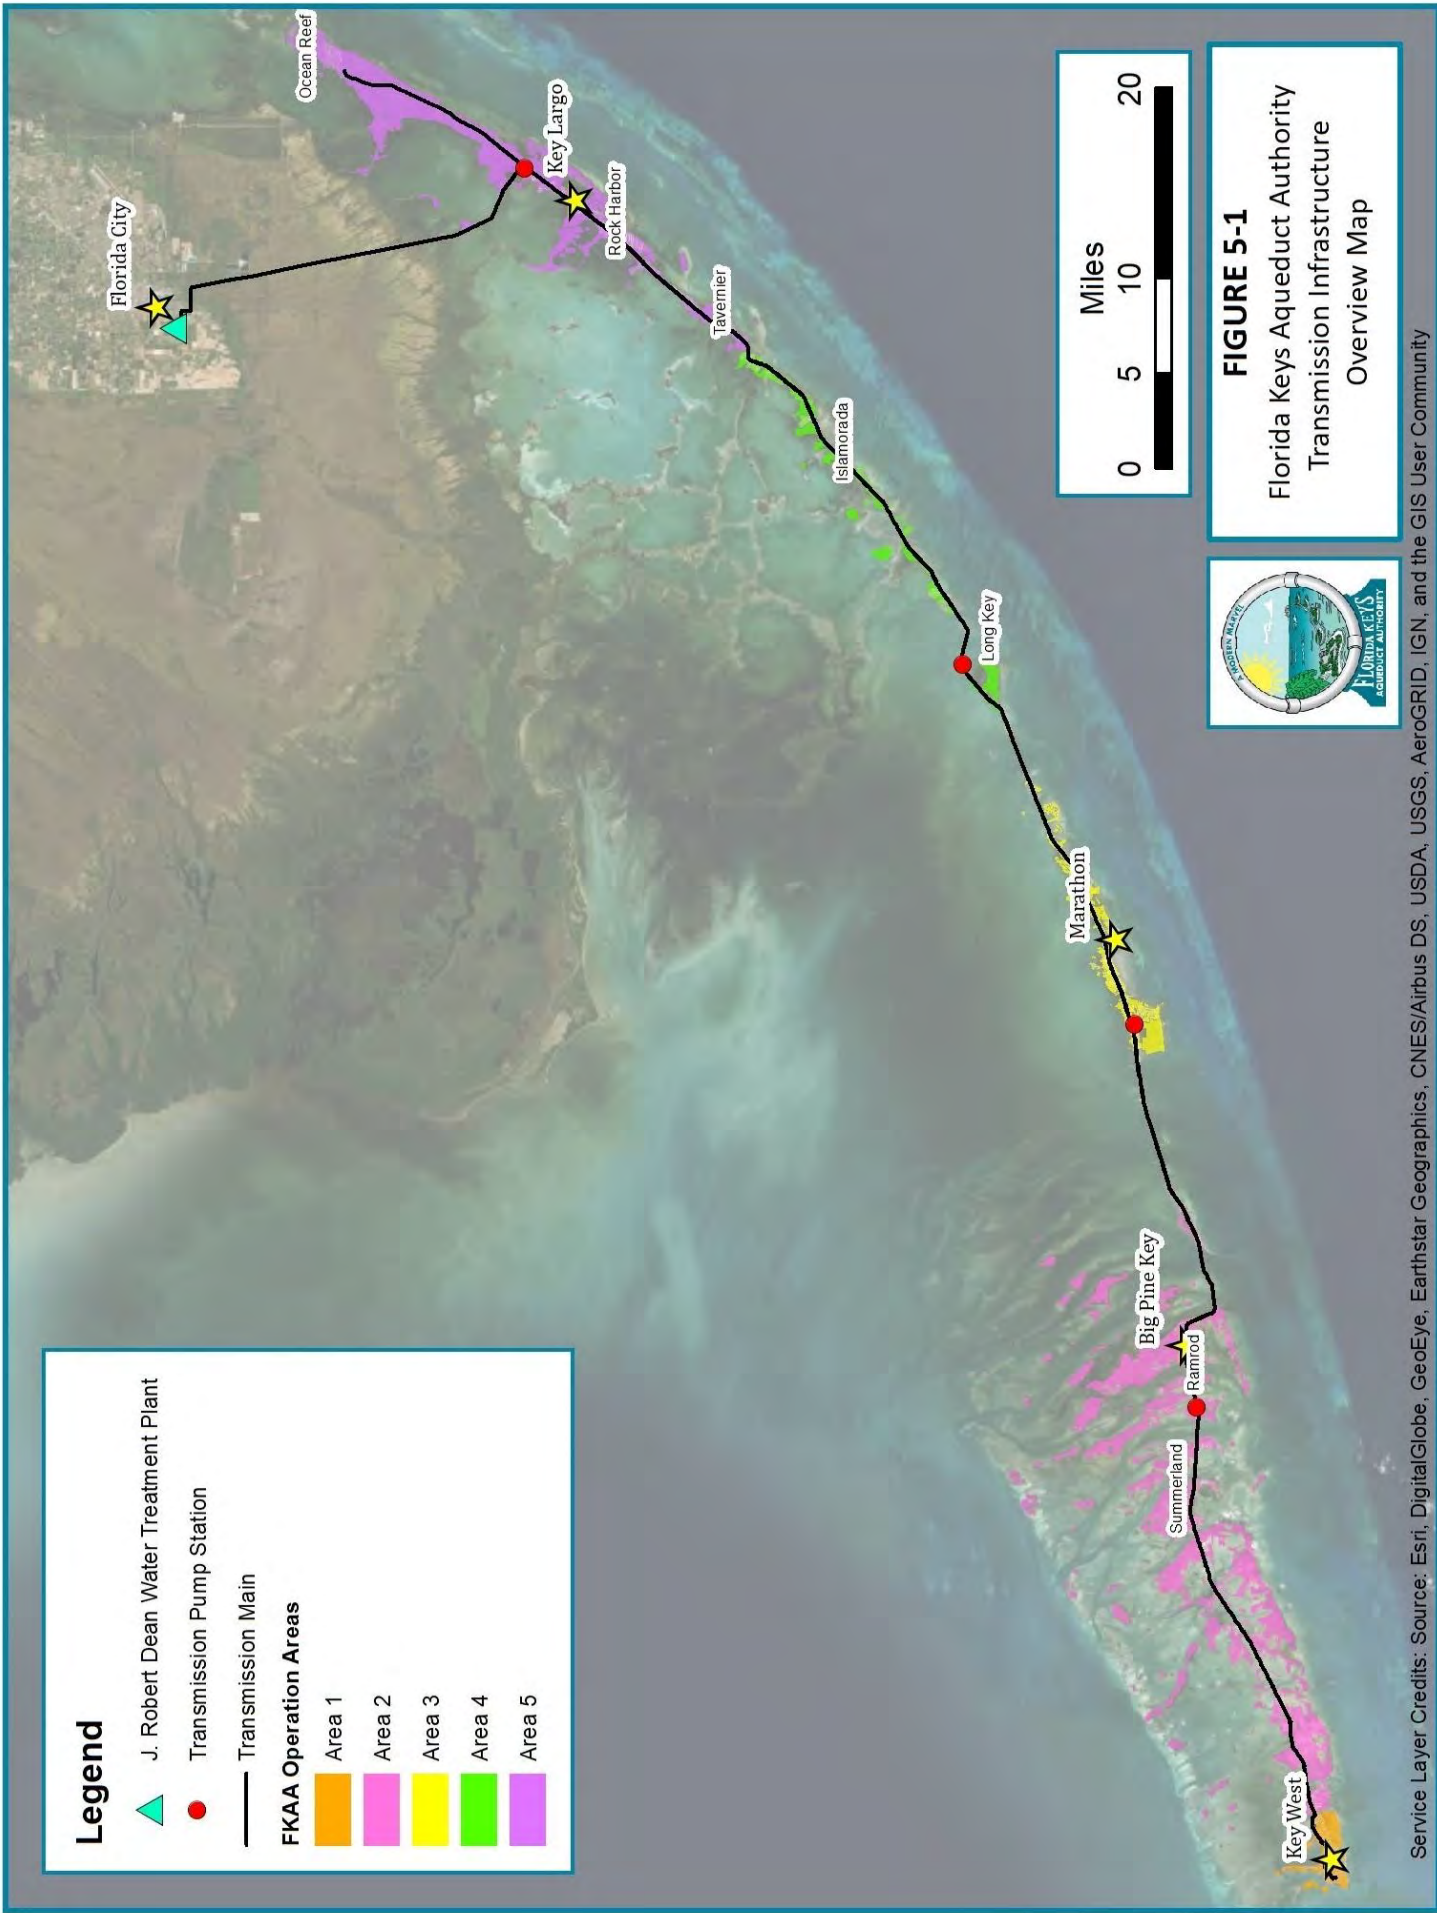 Ocean Reef
Florida City
Key Largo
Rock Harbor
Tavernier
Islamorada
Long Key
Marathon
Big Pine Key
Ramrod
Summerland
Key West
Legend
J. Robert Dean Water Treatment Plant
Transmission Pump Station
Transmission Main
FKAA Operation Areas
Area 1
Area 2
Area 3
Area 4
Area 5
Miles
0 5 10 20
A MODERN MARVEL
FLORIDA KEYS
AQUEDUCT AUTHORITY
FIGURE 5-1
Florida Keys Aqueduct Authority
Transmission Infrastructure
Overview Map
Service Layer Credits: Source: Esri, DigitalGlobe, GeoEye, Earthstar Geographics, CNES/Airbus DS, USDA, USGS, AeroGRID, IGN, and the GIS User Community